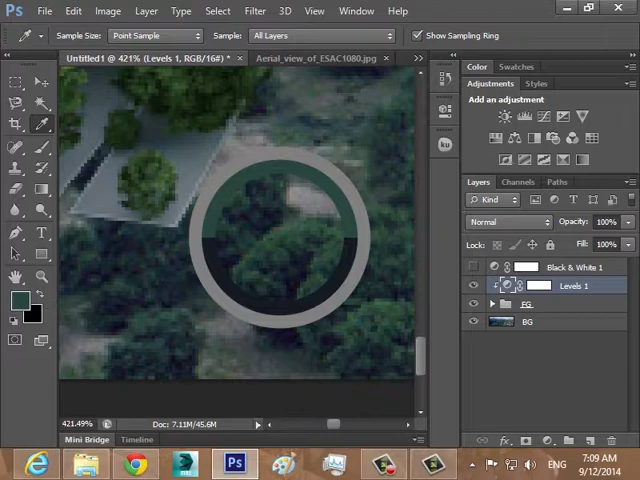 Ps File Edit Image Layer Type Select Filter 3D View Window Help
Sample Size: Point Sample Sample: All Layers Show Sampling Ring
Untitled1 @ 421% (Levels 1, RGB/16#) * × Aerial_view_of_ESAC1080.jpg ×
Color Swatches
Adjustments Styles
Add an adjustment
ku
Layers Channels Paths
Kind
Normal Opacity: 100%
Lock: Fill: 100%
Black & White 1
Levels 1
FG
BG
421.49% Doc: 7.11M/45.6M
Mini Bridge Timeline
Ps
ENG
7:09 AM
9/12/2014